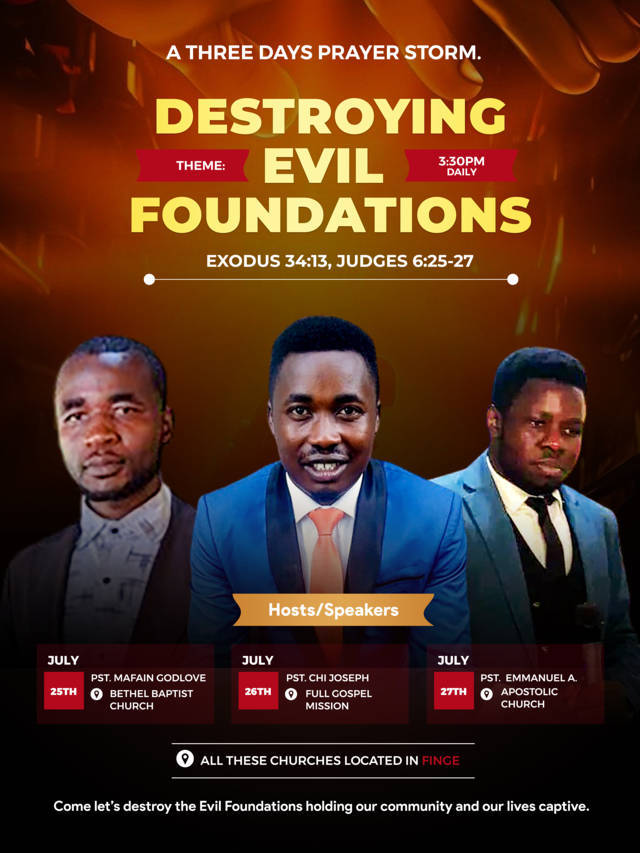 A THREE DAYS PRAYER STORM.
DESTROYING
THEME:
EVIL
3:30PM
DAILY
FOUNDATIONS
EXODUS 34:13, JUDGES 6:25-27
Hosts/Speakers
JULY
25TH
PST. MAFAIN GODLOVE
BETHEL BAPTIST
CHURCH
JULY
26TH
PST. CHI JOSEPH
FULL GOSPEL
MISSION
JULY
27TH
PST. EMMANUEL A.
APOSTOLIC
CHURCH
ALL THESE CHURCHES LOCATED IN FINGE
Come let's destroy the Evil Foundations holding our community and our lives captive.